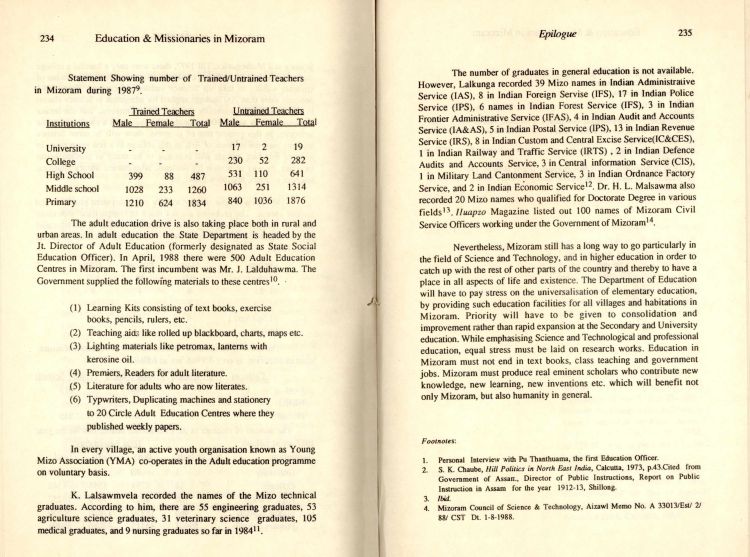 234 Education & Missionaries in Mizoram
Statement Showing number of Trained/Untrained Teachers
in Mizoram during 1987⁹.
Trained Teachers Untrained Teachers
Institutions Male Female Total Male Female Total
University - - - 17 2 19
College - - - 230 52 282
High School 399 88 487 531 110 641
Middle school 1028 233 1260 1063 251 1314
Primary 1210 624 1834 840 1036 1876
The adult education drive is also taking place both in rural and
urban areas. In adult education the State Department is headed by the
Jt. Director of Adult Education (formerly designated as State Social
Education Officer). In April, 1988 there were 500 Adult Education
Centres in Mizoram. The first incumbent was Mr. J. Lalduhawma. The
Government supplied the following materials to these centres¹⁰.
(1) Learning Kits consisting of text books, exercise
books, pencils, rulers, etc.
(2) Teaching aids like rolled up blackboard, charts, maps etc.
(3) Lighting materials like petromax, lanterns with
kerosine oil.
(4) Premiers, Readers for adult literature.
(5) Literature for adults who are now literates.
(6) Typwriters, Duplicating machines and stationery
to 20 Circle Adult Education Centres where they
published weekly papers.
In every village, an active youth organisation known as Young
Mizo Association (YMA) co-operates in the Adult education programme
on voluntary basis.
K. Lalsawmvela recorded the names of the Mizo technical
graduates. According to him, there are 55 engineering graduates, 53
agriculture science graduates, 31 veterinary science graduates, 105
medical graduates, and 9 nursing graduates so far in 1984¹¹.
Epilogue 235
The number of graduates in general education is not available.
However, Lalkunga recorded 39 Mizo names in Indian Administrative
Service (IAS), 8 in Indian Foreign Servise (IFS), 17 in Indian Police
Service (IPS), 6 names in Indian Forest Service (IFS), 3 in Indian
Frontier Administrative Service (IFAS), 4 in Indian Audit and Accounts
Service (IA&AS), 5 in Indian Postal Service (IPS), 13 in Indian Revenue
Service (IRS), 8 in Indian Custom and Central Excise Service(IC&CES),
1 in Indian Railway and Traffic Service (IRTS) , 2 in Indian Defence
Audits and Accounts Service, 3 in Central information Service (CIS),
1 in Military Land Cantonment Service, 3 in Indian Ordnance Factory
Service, and 2 in Indian Economic Service¹². Dr. H. L. Malsawma also
recorded 20 Mizo names who qualified for Doctorate Degree in various
fields¹³. Huapzo Magazine listed out 100 names of Mizoram Civil
Service Officers working under the Government of Mizoram¹⁴.
Nevertheless, Mizoram still has a long way to go particularly in
the field of Science and Technology, and in higher education in order to
catch up with the rest of other parts of the country and thereby to have a
place in all aspects of life and existence. The Department of Education
will have to pay stress on the universalisation of elementary education,
by providing such education facilities for all villages and habitations in
Mizoram. Priority will have to be given to consolidation and
improvement rather than rapid expansion at the Secondary and University
education. While emphasising Science and Technological and professional
education, equal stress must be laid on research works. Education in
Mizoram must not end in text books, class teaching and government
jobs. Mizoram must produce real eminent scholars who contribute new
knowledge, new learning, new inventions etc. which will benefit not
only Mizoram, but also humanity in general.
Footnotes:
1. Personal Interview with Pu Thanthuama, the first Education Officer.
2. S. K. Chaube, Hill Politics in North East India, Calcutta, 1973, p.43.Cited from
Government of Assam, Director of Public Instructions, Report on Public
Instruction in Assam for the year 1912-13, Shillong.
3. Ibid.
4. Mizoram Council of Science & Technology, Aizawl Memo No. A 33013/Est/ 2/
88/ CST Dt. 1-8-1988.